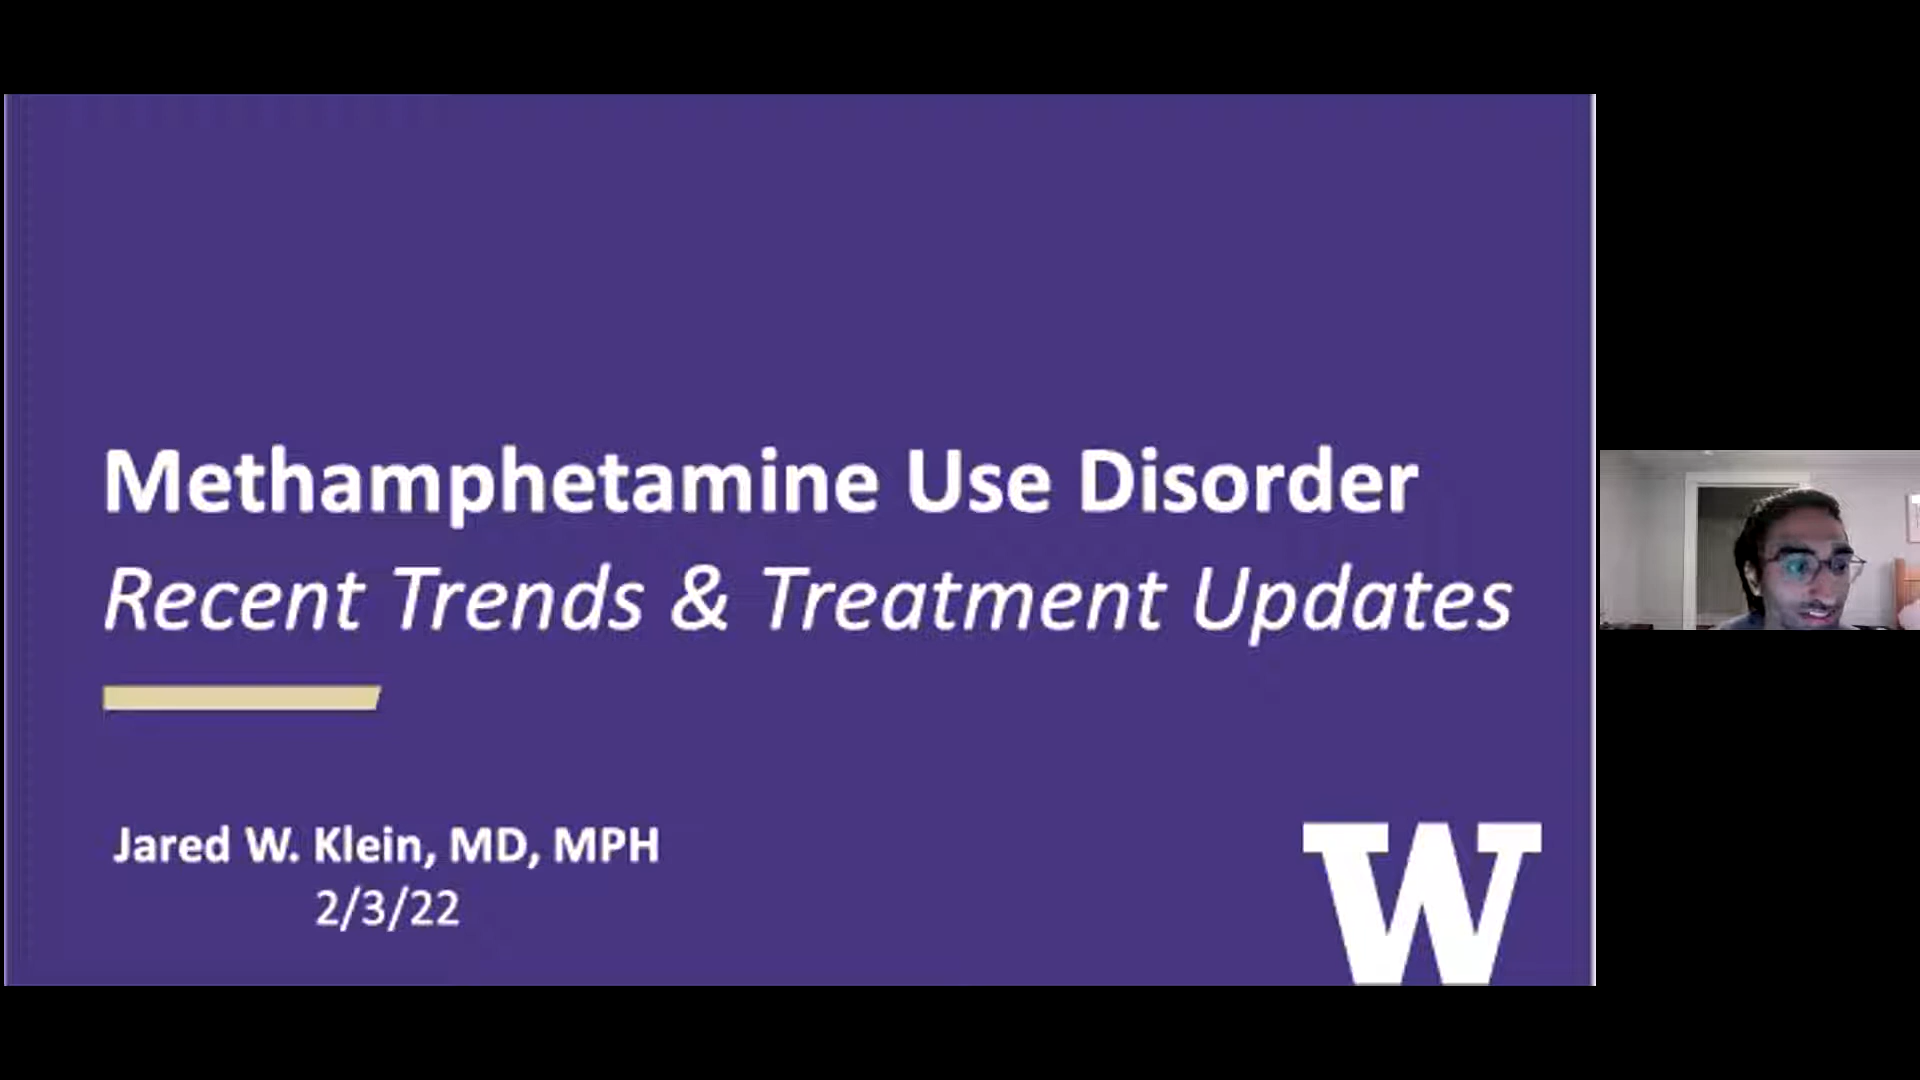 Methamphetamine Use Disorder
Recent Trends & Treatment Updates
Jared W. Klein, MD, MPH
2/3/22
W